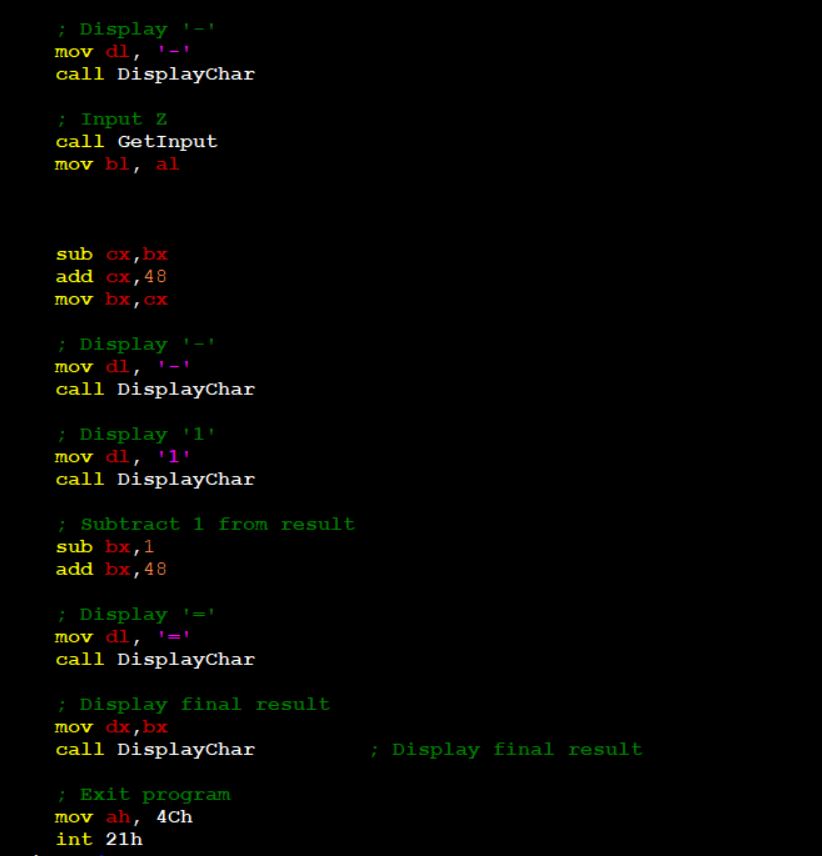 ; Display '-'
mov dl, '-'
call DisplayChar
; Input Z
call GetInput
mov bl, al
sub cx,bx
add cx,48
mov bx,cx
; Display '-'
mov dl, '-'
call DisplayChar
; Display '1'
mov dl, '1'
call DisplayChar
; Subtract 1 from result
sub bx,1
add bx,48
; Display '='
mov dl, '='
call DisplayChar
; Display final result
mov dx,bx
call DisplayChar ; Display final result
; Exit program
mov ah, 4Ch
int 21h